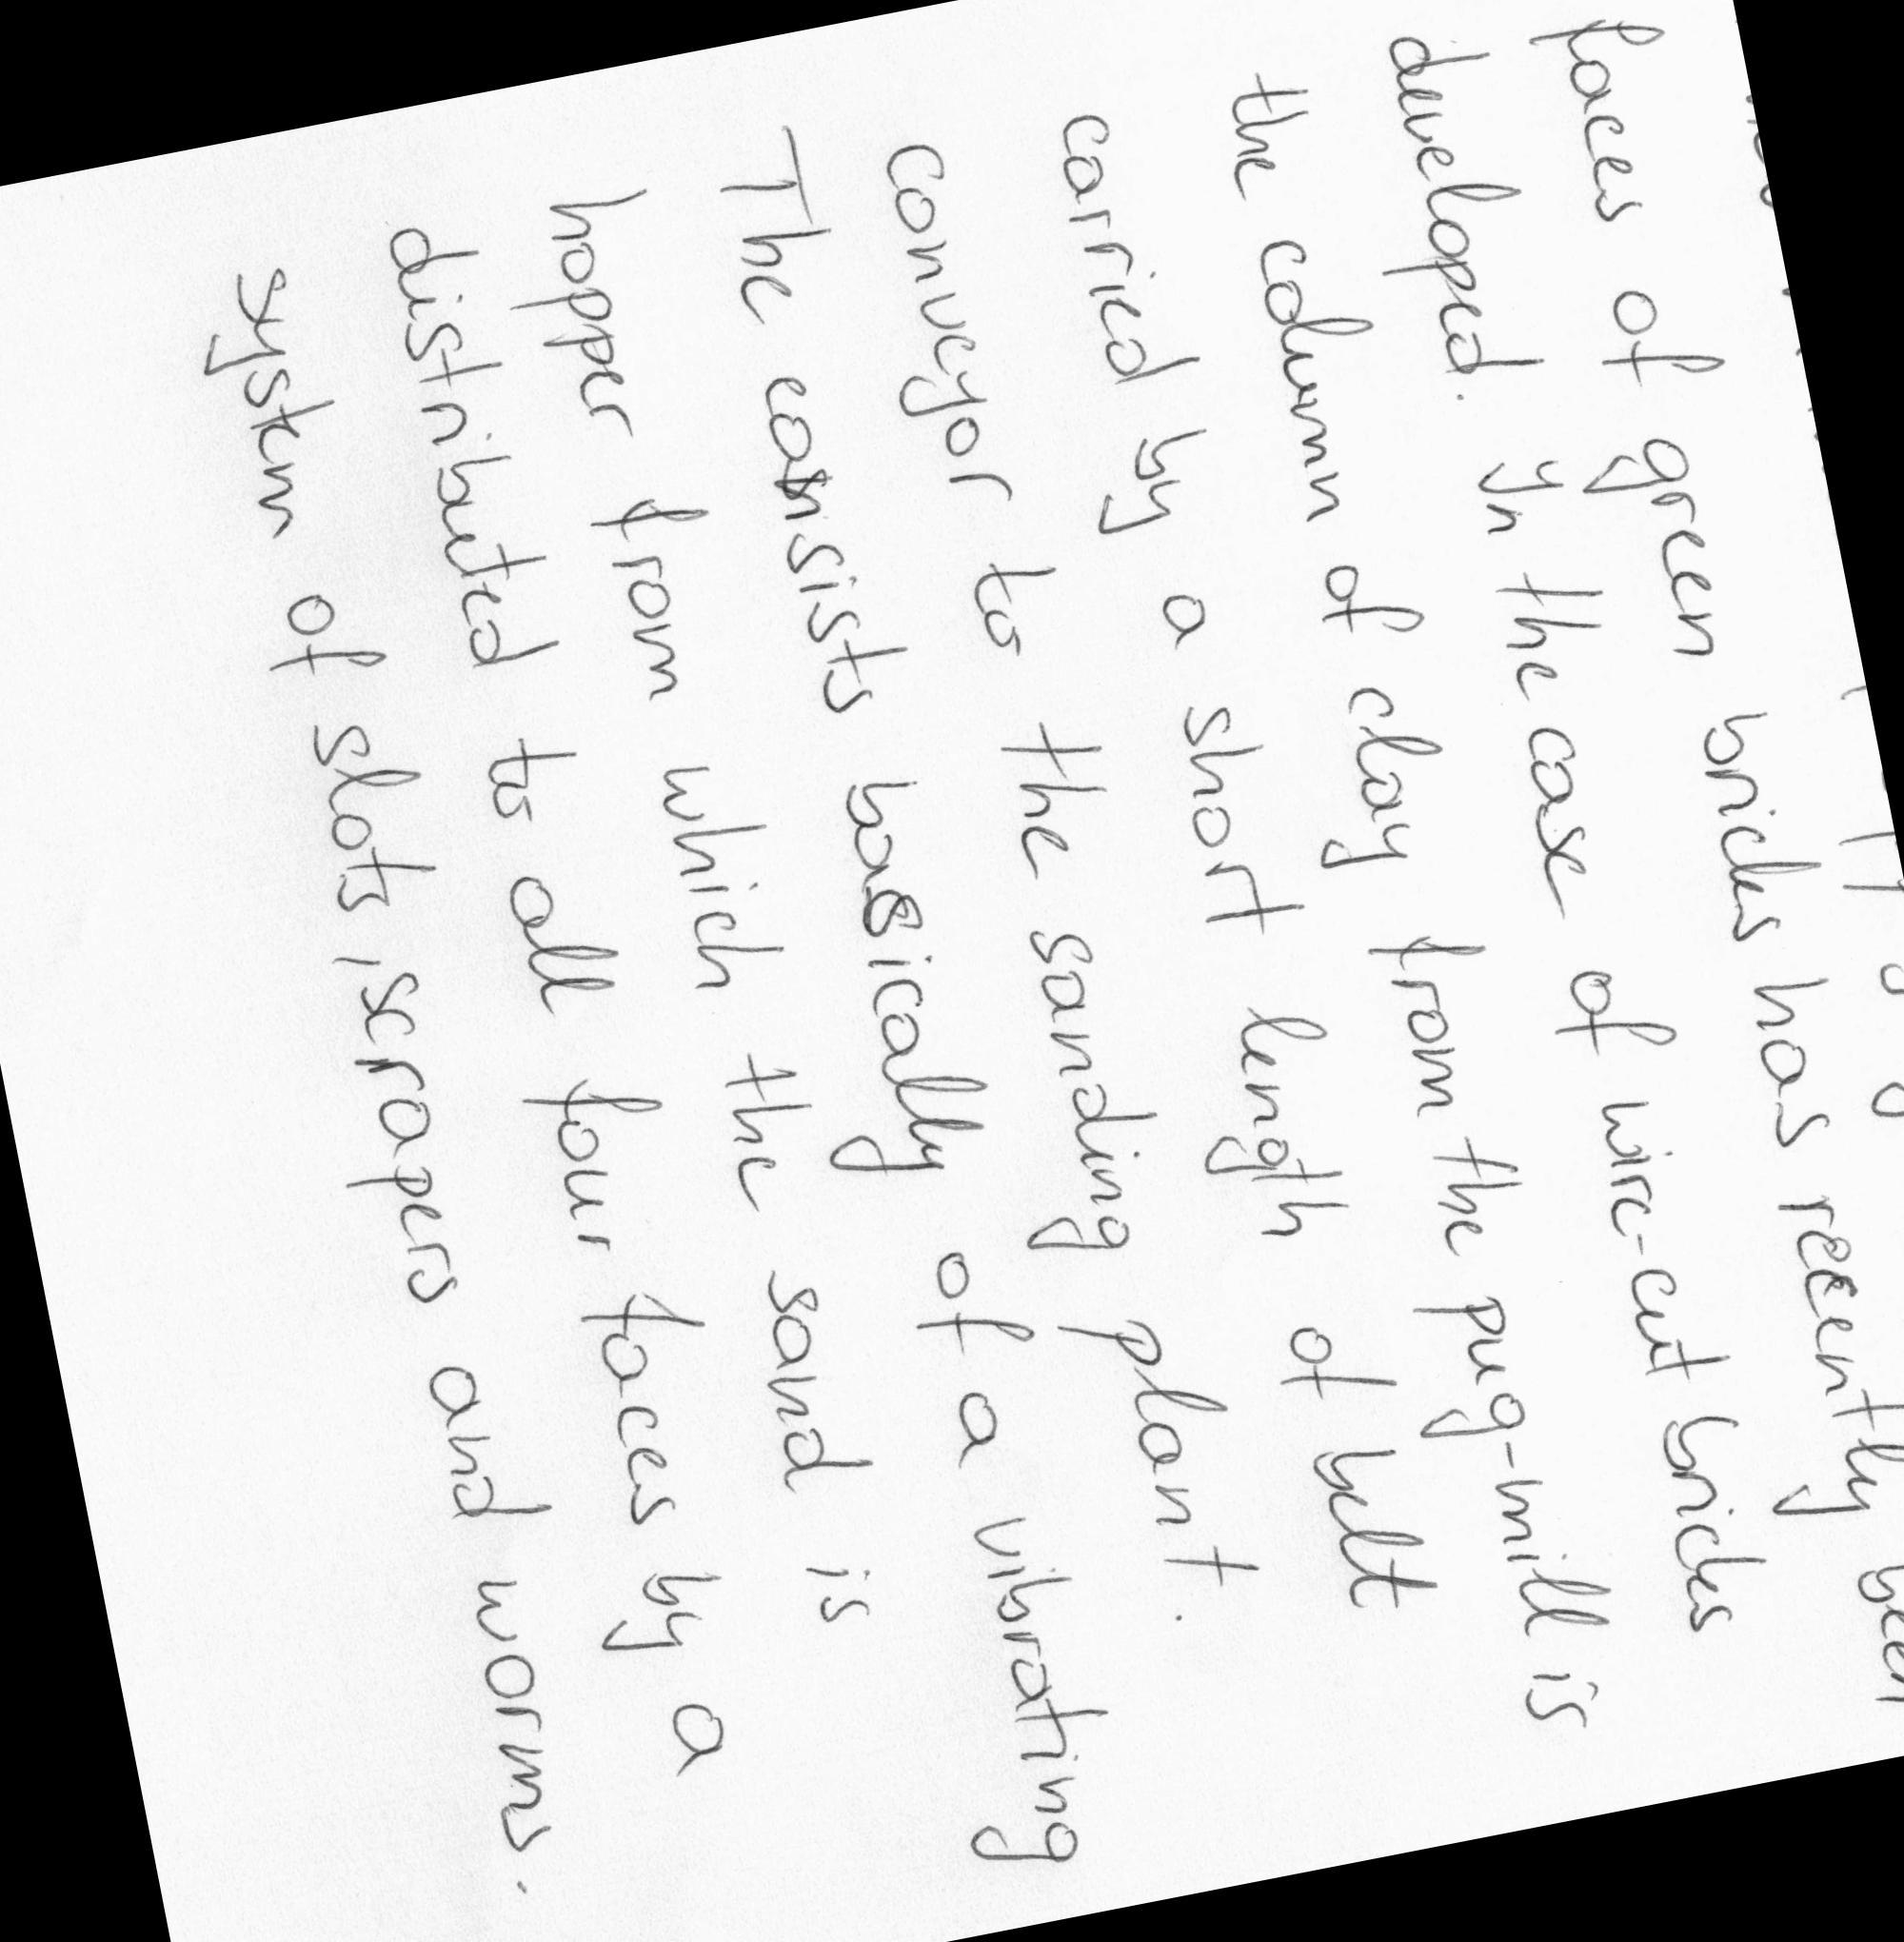 faces of green bricks has recently been
developed. In the case of wire-cut bricks
the column of clay from the pug-mill is
carried by a short length of belt
conveyor to the sanding plant.
The consists basically of a vibrating
hopper from which the sand is
distributed to all four faces by a
system of slots, scrapers and worms.